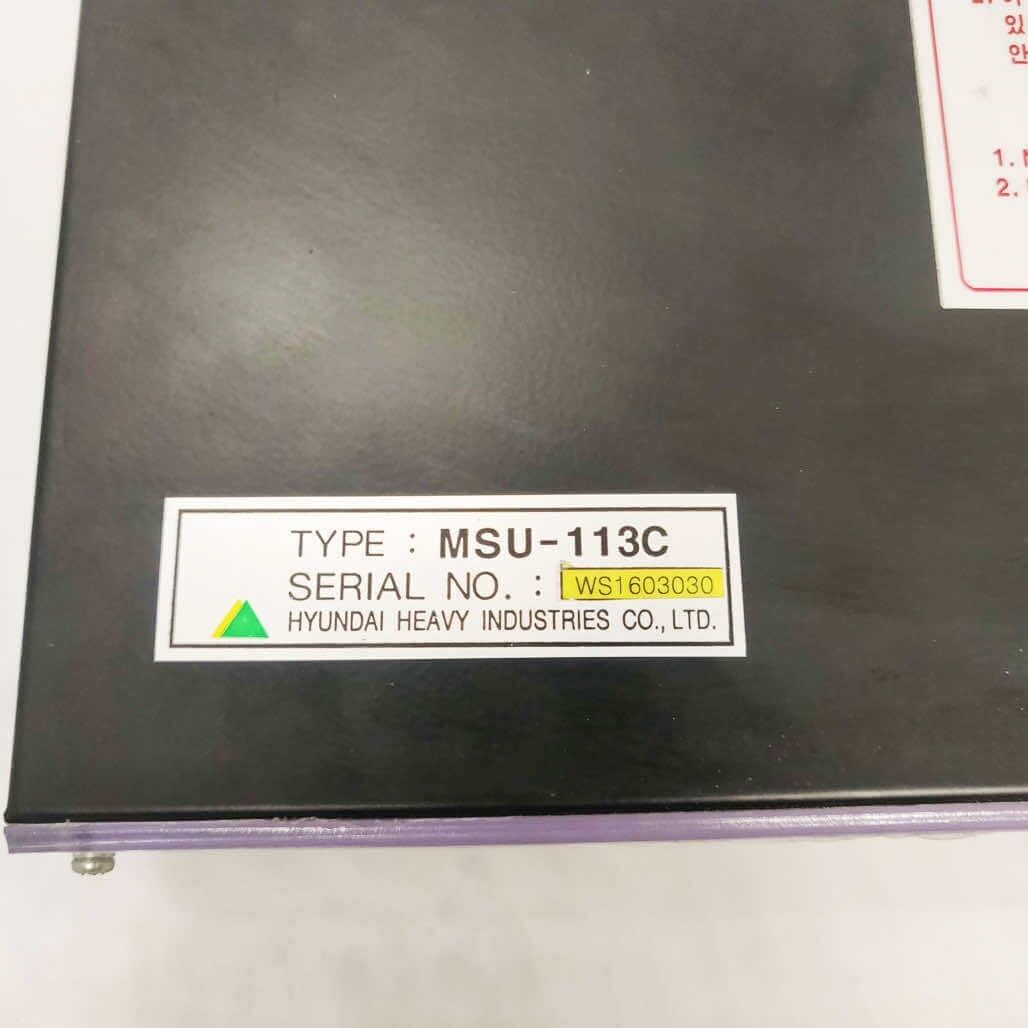 있
안
1.
2.
TYPE : MSU-113C
SERIAL NO. : WS1603030
HYUNDAI HEAVY INDUSTRIES CO., LTD.